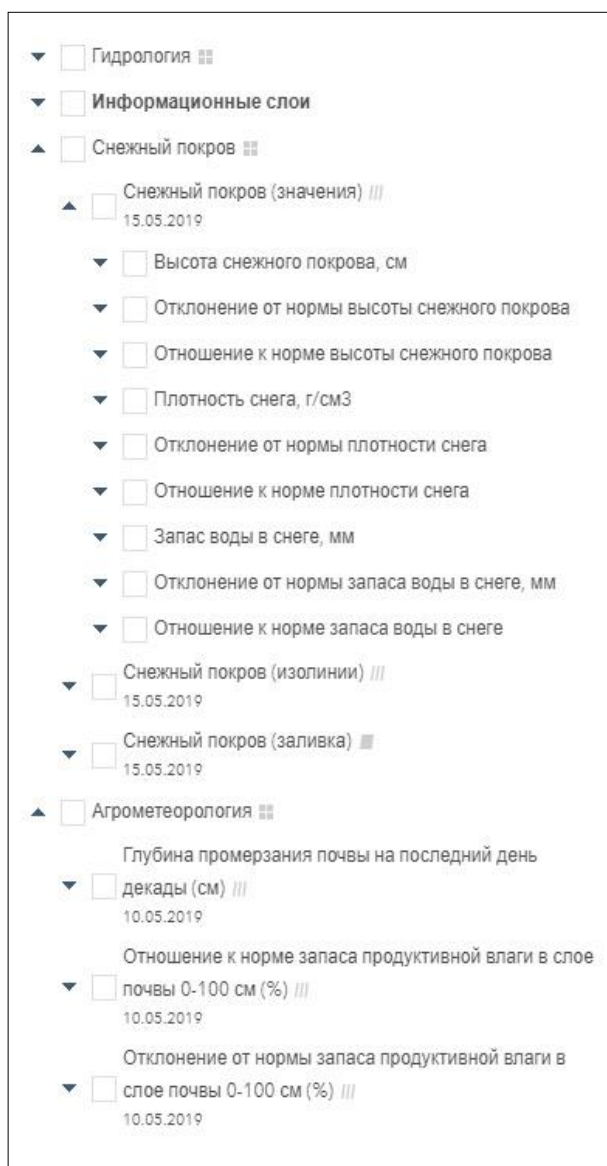 Гидрология
Информационные слои
Снежный покров
Снежный покров (значения)
15.05.2019
Высота снежного покрова, см
Отклонение от нормы высоты снежного покрова
Отношение к норме высоты снежного покрова
Плотность снега, г/см3
Отклонение от нормы плотности снега
Отношение к норме плотности снега
Запас воды в снеге, мм
Отклонение от нормы запаса воды в снеге, мм
Отношение к норме запаса воды в снеге
Снежный покров (изолинии)
15.05.2019
Снежный покров (заливка)
15.05.2019
Агрометеорология
Глубина промерзания почвы на последний день
декады (см)
10.05.2019
Отношение к норме запаса продуктивной влаги в слое
почвы 0-100 см (%)
10.05.2019
Отклонение от нормы запаса продуктивной влаги в
слое почвы 0-100 см (%)
10.05.2019